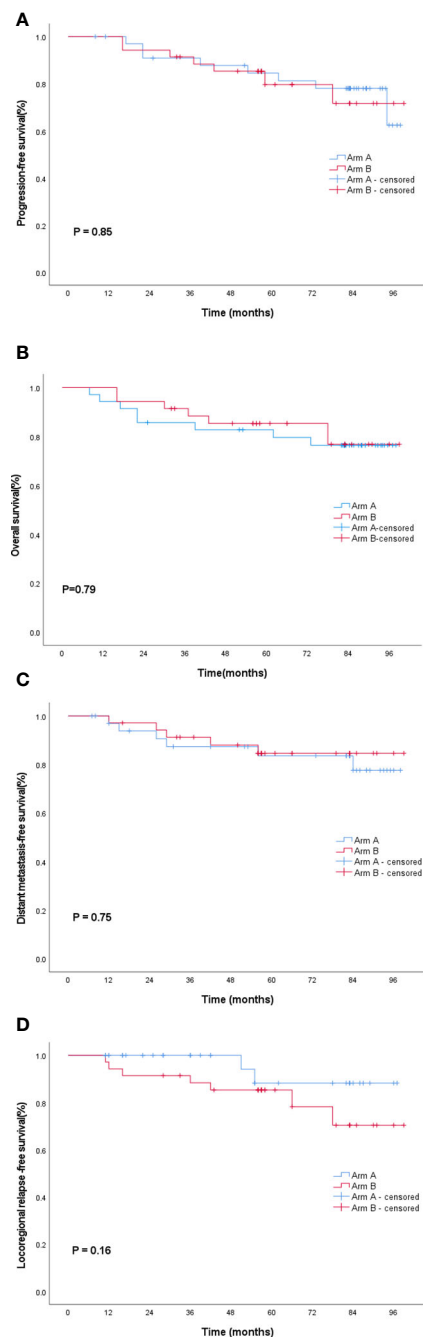 A
Progression-free survival(%)
1.0
0.8
0.6
0.4
0.2
0.0
Arm A
Arm B
Arm A - censored
Arm B - censored
P = 0.85
0 12 24 36 48 60 72 84 96
Time (months)
B
Overall survival(%)
1.0
0.8
0.6
0.4
0.2
0.0
Arm A
Arm B
Arm A-censored
Arm B-censored
P=0.79
0 12 24 36 48 60 72 84 96
Time(months)
C
Distant metastasis-free survival(%)
1.0
0.8
0.6
0.4
0.2
0.0
Arm A
Arm B
Arm A - censored
Arm B - censored
P = 0.75
0 12 24 36 48 60 72 84 96
Time (months)
D
Locoregional relapse -free survival(%)
1.0
0.8
0.6
0.4
0.2
0.0
Arm A
Arm B
Arm A - censored
Arm B - censored
P = 0.16
0 12 24 36 48 60 72 84 96
Time (months)